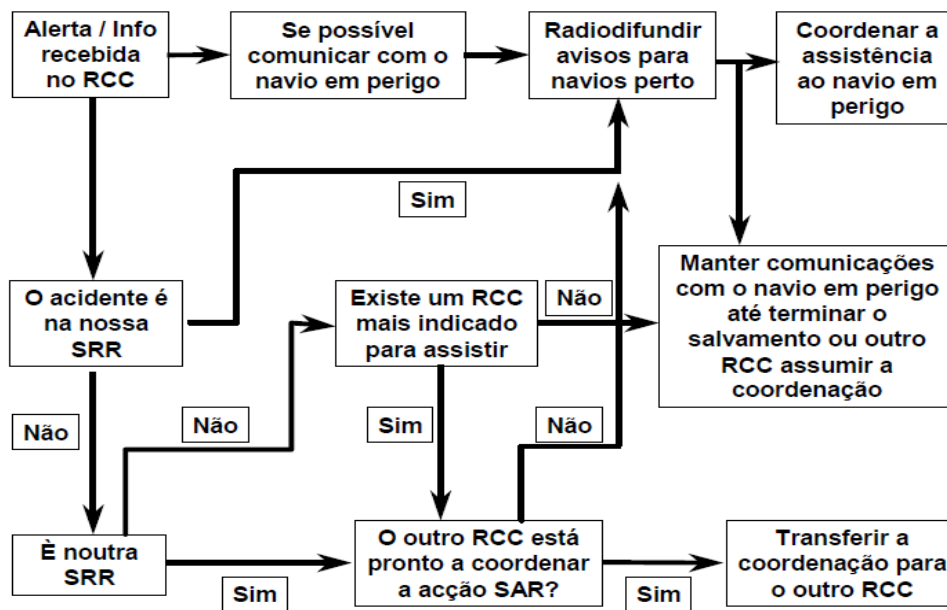 Alerta / Info
recebida
no RCC
Se possível
comunicar com o
navio em perigo
Radiodifundir
avisos para
navios perto
Coordenar a
assistência
ao navio em
perigo
Sim
O acidente é
na nossa
SRR
Existe um RCC
mais indicado
para assistir
Não
Manter comunicações
com o navio em perigo
até terminar o
salvamento ou outro
RCC assumir a
coordenação
Não
Não
Sim
Não
È noutra
SRR
Sim
O outro RCC está
pronto a coordenar
a acção SAR?
Sim
Transferir a
coordenação para
o outro RCC